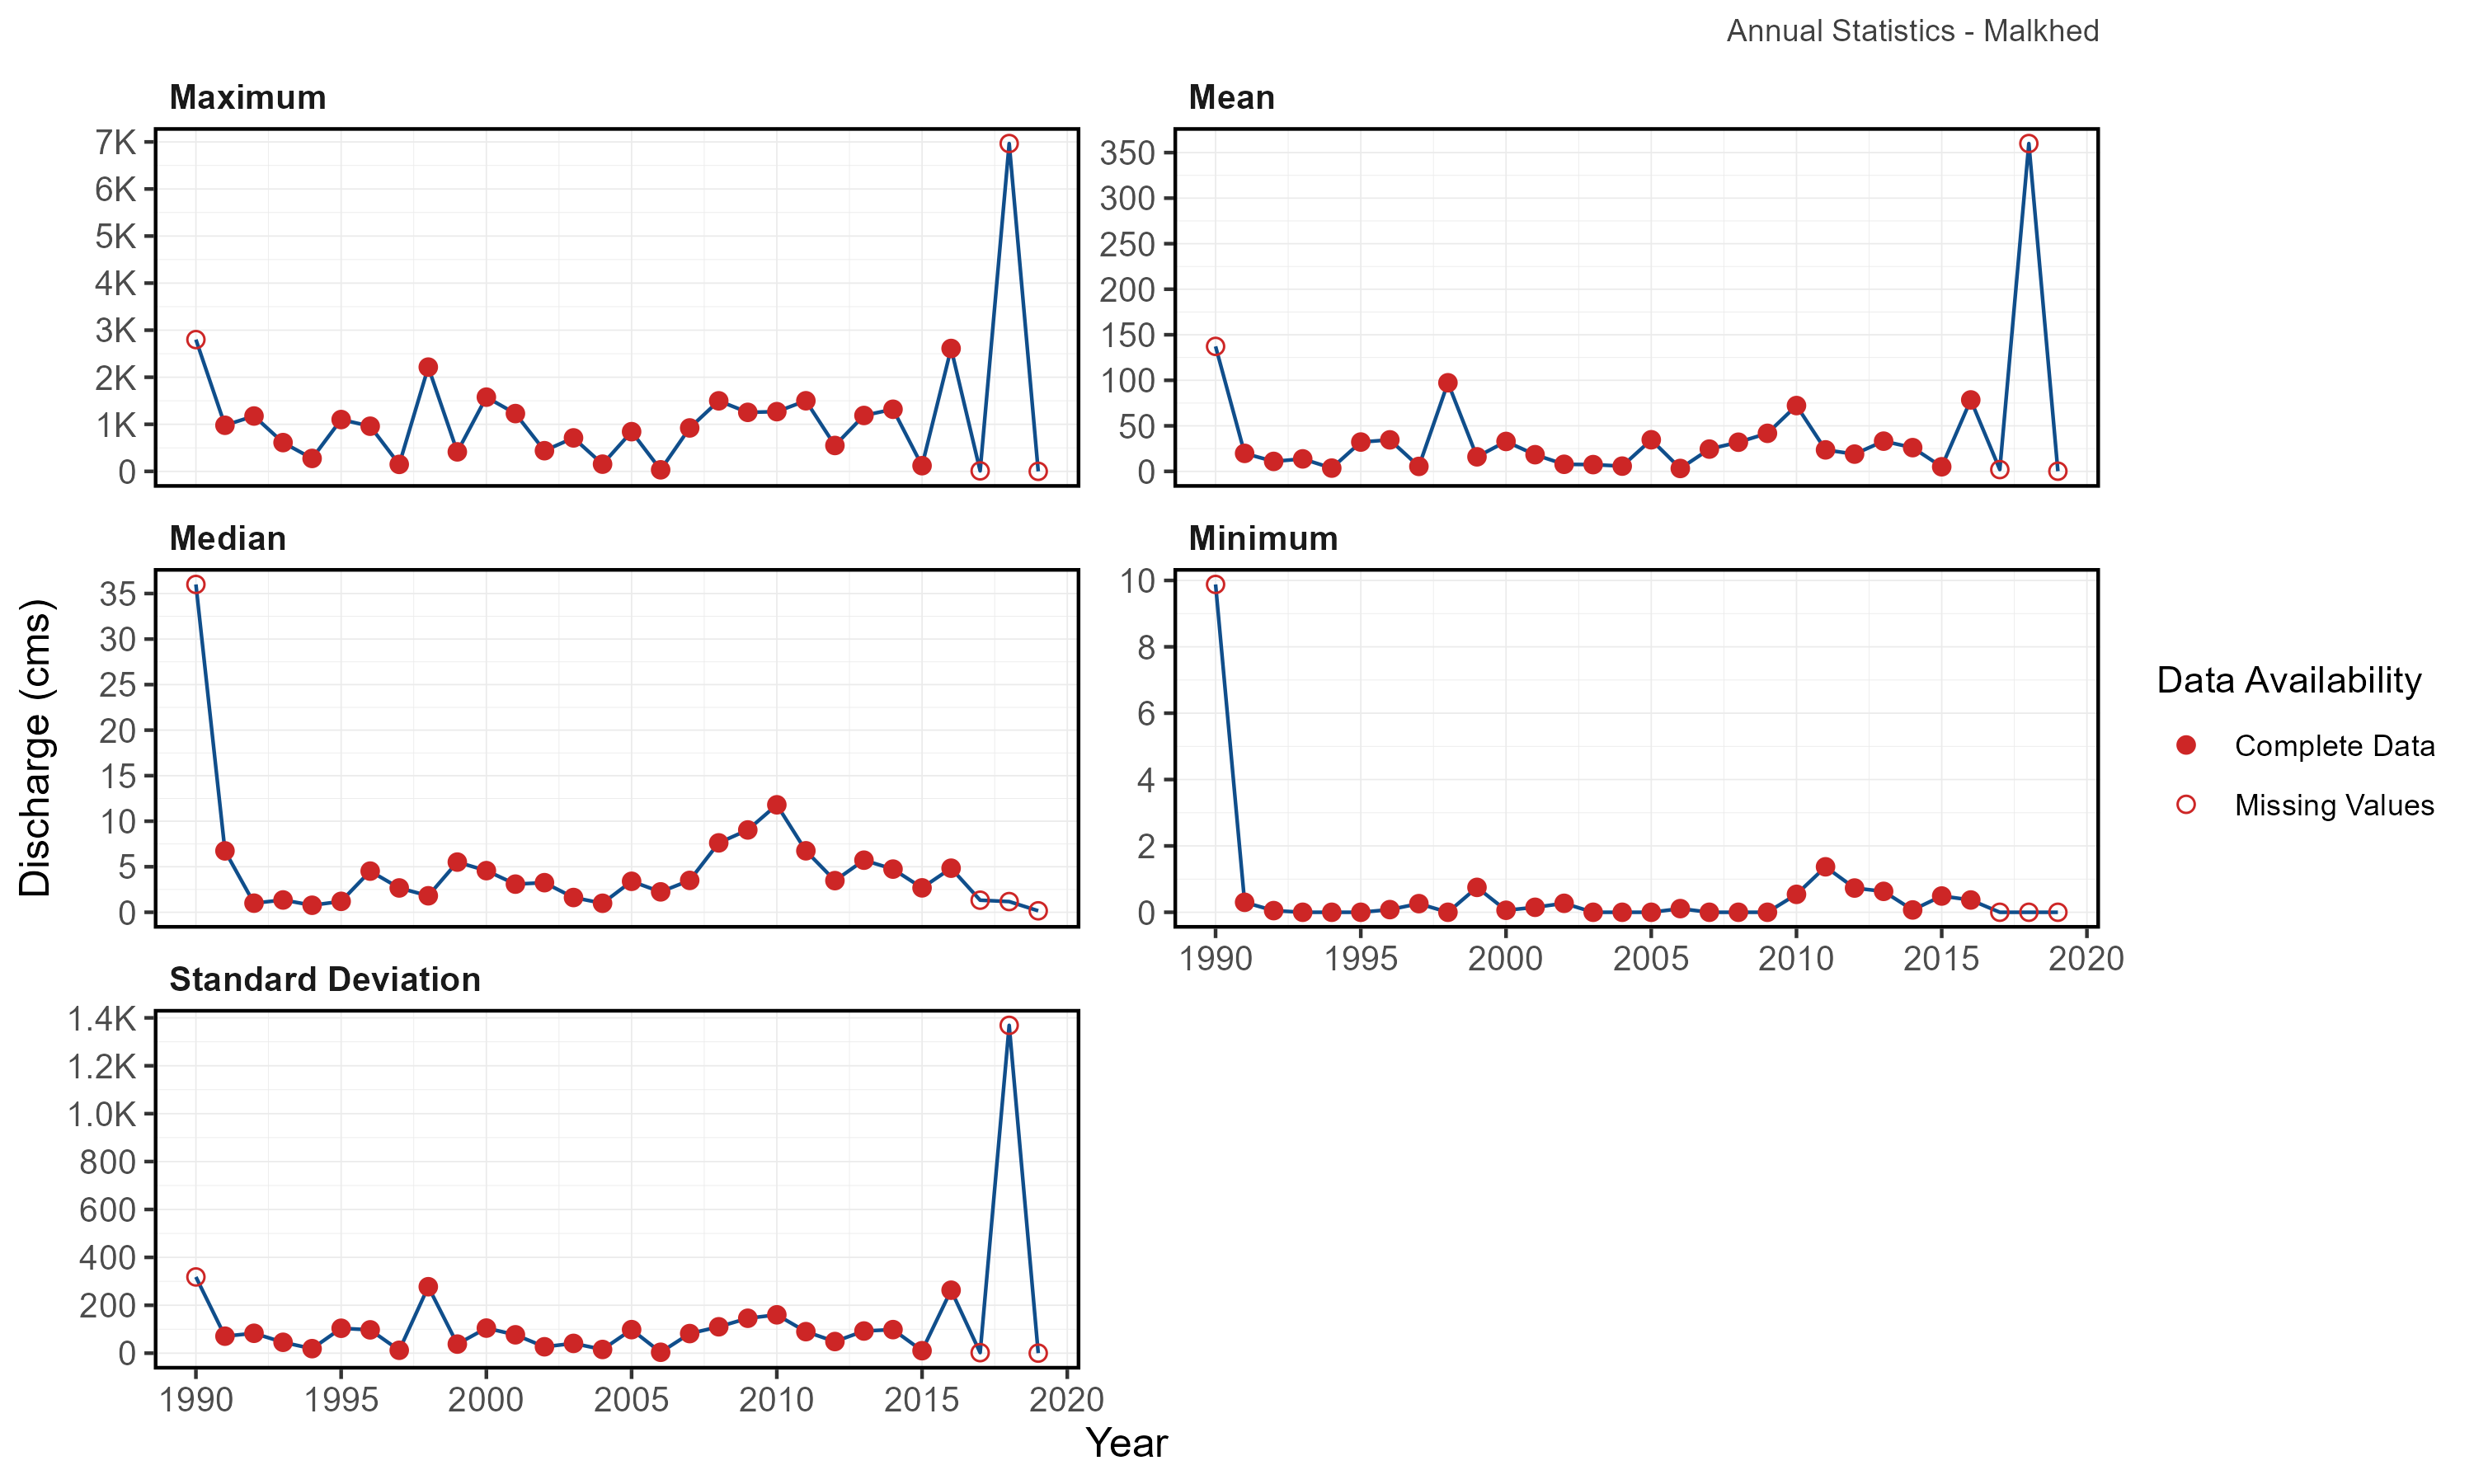 Annual Statistics - Malkhed
Maximum
7K
6K
5K
4K
3K
2K
1K
0
Mean
350
300
250
200
150
100
50
0
Discharge (cms)
Median
35
30
25
20
15
10
5
0
Minimum
10
8
6
4
2
0
1990 1995 2000 2005 2010 2015 2020
Data Availability
Complete Data
Missing Values
Standard Deviation
1.4K
1.2K
1.0K
800
600
400
200
0
1990 1995 2000 2005 2010 2015 2020
Year